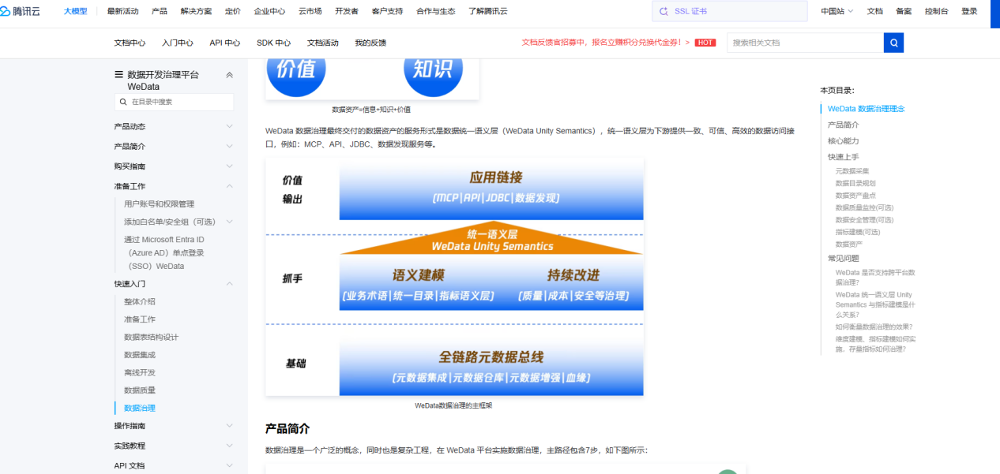 腾讯云
大模型
最新活动
产品
解决方案
定价
企业中心
云市场
开发者
客户支持
合作与生态
了解腾讯云
SSL 证书
中国站
文档
备案
控制台
登录
文档中心
入门中心
API 中心
SDK 中心
文档活动
我的反馈
文档反馈官招募中，报名立赚积分兑换代金券！>
HOT
搜索相关文档
数据开发治理平台
WeData
在目录中搜索
产品动态
产品简介
购买指南
准备工作
用户账号和权限管理
添加白名单/安全组（可选）
通过 Microsoft Entra ID
（Azure AD）单点登录
（SSO）WeData
快速入门
整体介绍
准备工作
数据表结构设计
数据集成
离线开发
数据质量
数据治理
操作指南
实践教程
API 文档
价值
知识
数据资产=信息+知识+价值
WeData 数据治理最终交付的数据资产的服务形式是数据统一语义层（WeData Unity Semantics），统一语义层为下游提供一致、可信、高效的数据访问接
口，例如：MCP、API、JDBC、数据发现服务等。
价值
输出
应用链接
(MCP|API|JDBC|数据发现)
统一语义层
WeData Unity Semantics
抓手
语义建模
持续改进
(业务术语|统一目录|指标语义层)
(质量|成本|安全等治理)
基础
全链路元数据总线
(元数据集成|元数据仓库|元数据增强|血缘)
WeData数据治理的主框架
产品简介
数据治理是一个广泛的概念，同时也是复杂工程，在 WeData 平台实施数据治理，主路径包含7步，如下图所示：
本页目录：
WeData 数据治理理念
产品简介
核心能力
快速上手
元数据采集
数据目录规划
数据资产盘点
数据质量监控(可选)
数据安全管理(可选)
指标建模(可选)
数据资产
常见问题
WeData 是否支持跨平台数
据治理？
WeData 统一语义层 Unity
Semantics 与指标建模是什
么关系？
如何衡量数据治理的效果？
维度建模、指标建模如何实
施，存量指标如何治理？